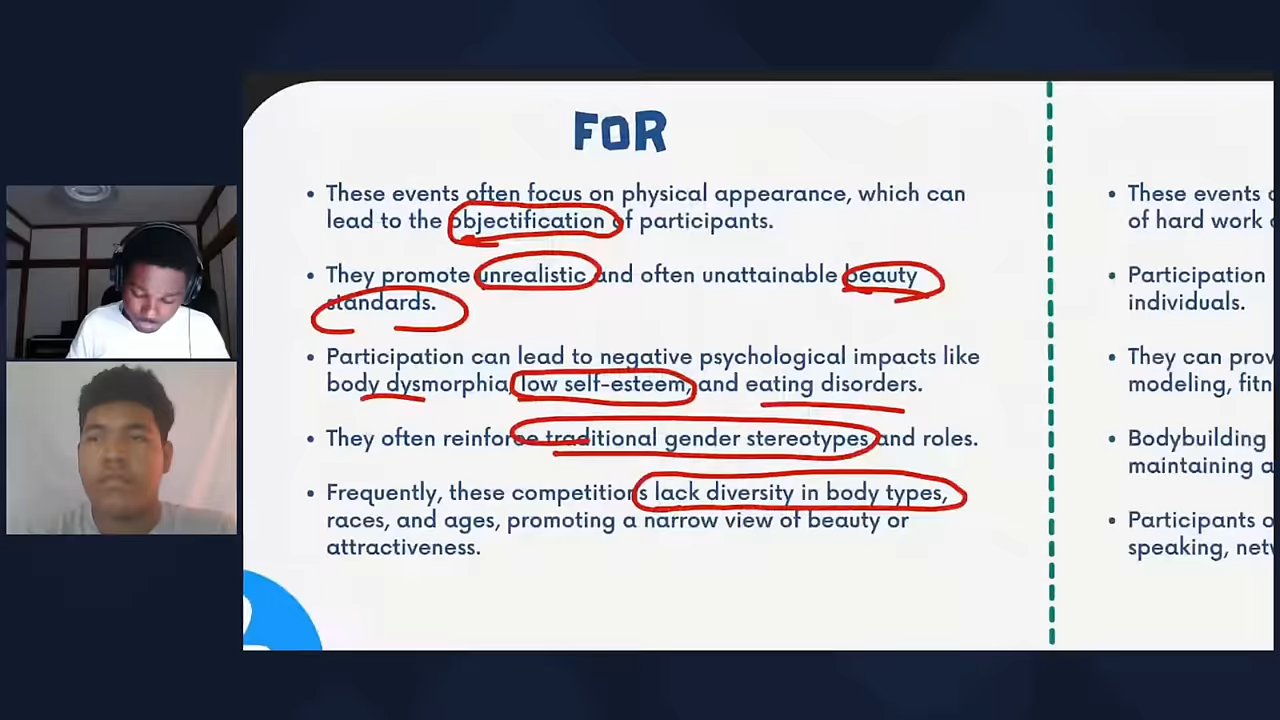 FOR
• These events often focus on physical appearance, which can
lead to the objectification of participants.
• They promote unrealistic and often unattainable beauty
standards.
• Participation can lead to negative psychological impacts like
body dysmorphia, low self-esteem, and eating disorders.
• They often reinforce traditional gender stereotypes and roles.
• Frequently, these competitions lack diversity in body types,
races, and ages, promoting a narrow view of beauty or
attractiveness.
• These events
of hard work
• Participation
individuals.
• They can
modeling,
• Bodybuilding
maintaining
• Participants
speaking,